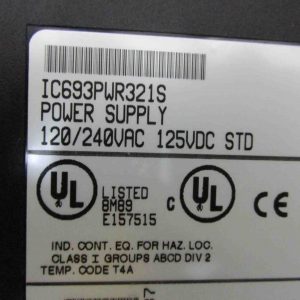 IC693PWR321S
POWER SUPPLY
120/240VAC 125VDC STD
UL LISTED
8M89
E157515
C UL
IND. CONT. EQ. FOR HAZ. LOC.
CLASS I GROUPS ABCD DIV 2
TEMP. CODE T4A